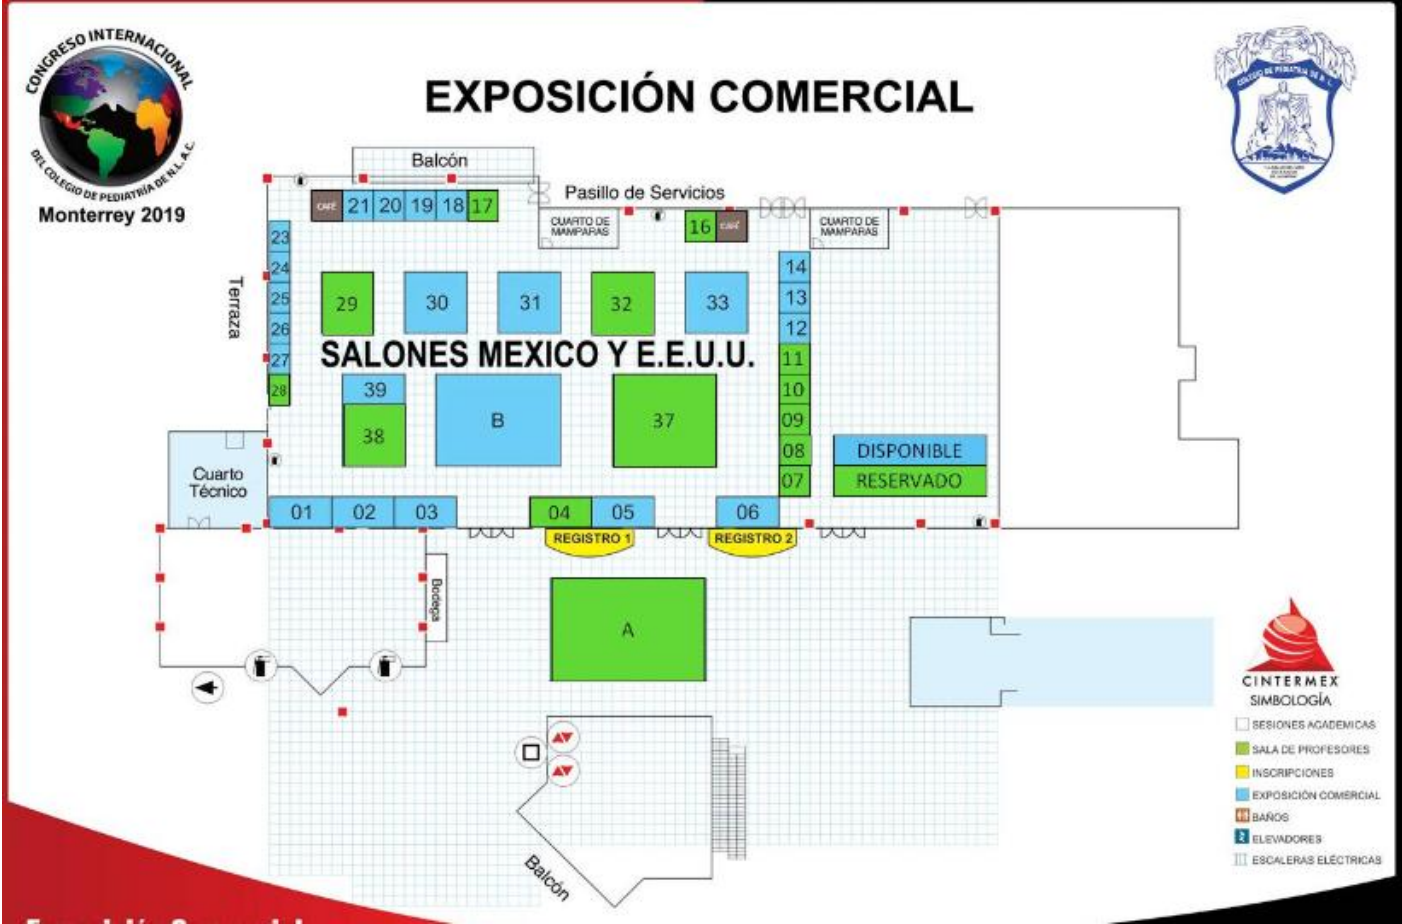 CONGRESO INTERNACIONAL
DEL COLEGIO DE PEDIATRÍA DE N.L. A.C.
Monterrey 2019
EXPOSICIÓN COMERCIAL
COLEGIO DE PEDIATRIA DE N. L.
Balcón
Pasillo de Servicios
CAFÉ 21 20 19 18 17
CUARTO DE
MAMPARAS
16 CAFÉ
CUARTO DE
MAMPARAS
Terraza
23
24
25
26
27
28
29 30 31 32 33
14
13
12
11
10
09
08
07
SALONES MEXICO Y E.E.U.U.
39
38
B
37
DISPONIBLE
RESERVADO
Cuarto
Técnico
01 02 03 04 05 06
REGISTRO 1
REGISTRO 2
Bodega
A
Balcón
CINTERMEX
SIMBOLOGÍA
SESIONES ACADEMICAS
SALA DE PROFESORES
INSCRIPCIONES
EXPOSICIÓN COMERCIAL
BAÑOS
ELEVADORES
ESCALERAS ELÉCTRICAS